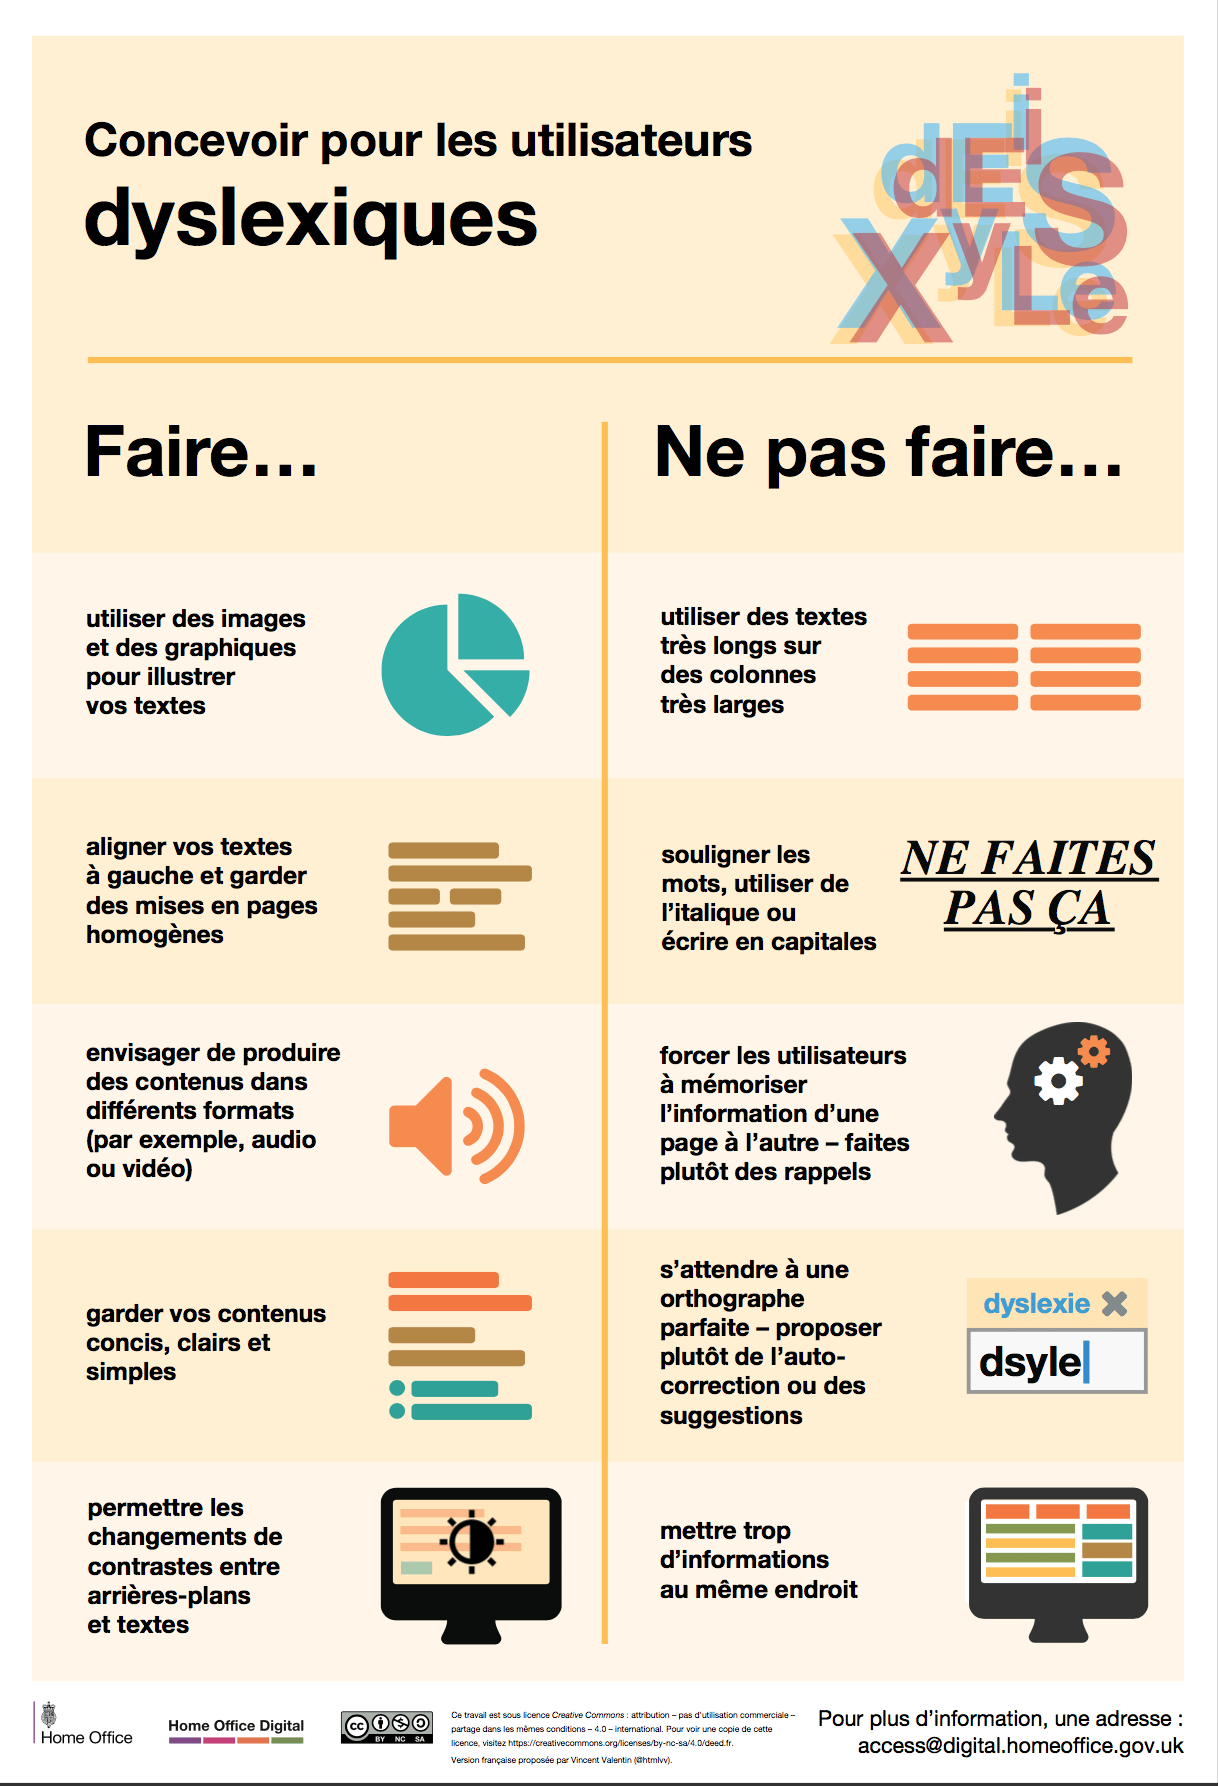 Concevoir pour les utilisateurs
dyslexiques
d E i S
X y L e
Faire…
utiliser des images
et des graphiques
pour illustrer
vos textes
aligner vos textes
à gauche et garder
des mises en pages
homogènes
envisager de produire
des contenus dans
différents formats
(par exemple, audio
ou vidéo)
garder vos contenus
concis, clairs et
simples
permettre les
changements de
contrastes entre
arrières-plans
et textes
Ne pas faire…
utiliser des textes
très longs sur
des colonnes
très larges
souligner les
mots, utiliser de
l’italique ou
écrire en capitales
NE FAITES
PAS ÇA
forcer les utilisateurs
à mémoriser
l’information d’une
page à l’autre – faites
plutôt des rappels
s’attendre à une
orthographe
parfaite – proposer
plutôt de l’auto-
correction ou des
suggestions
dyslexie
dsyle
mettre trop
d’informations
au même endroit
Home Office
Home Office Digital
cc
BY NC SA
Ce travail est sous licence Creative Commons : attribution – pas d’utilisation commerciale –
partage dans les mêmes conditions – 4.0 – international. Pour voir une copie de cette
licence, visitez https://creativecommons.org/licenses/by-nc-sa/4.0/deed.fr.
Version française proposée par Vincent Valentin (@htmlvv).
Pour plus d’information, une adresse :
access@digital.homeoffice.gov.uk